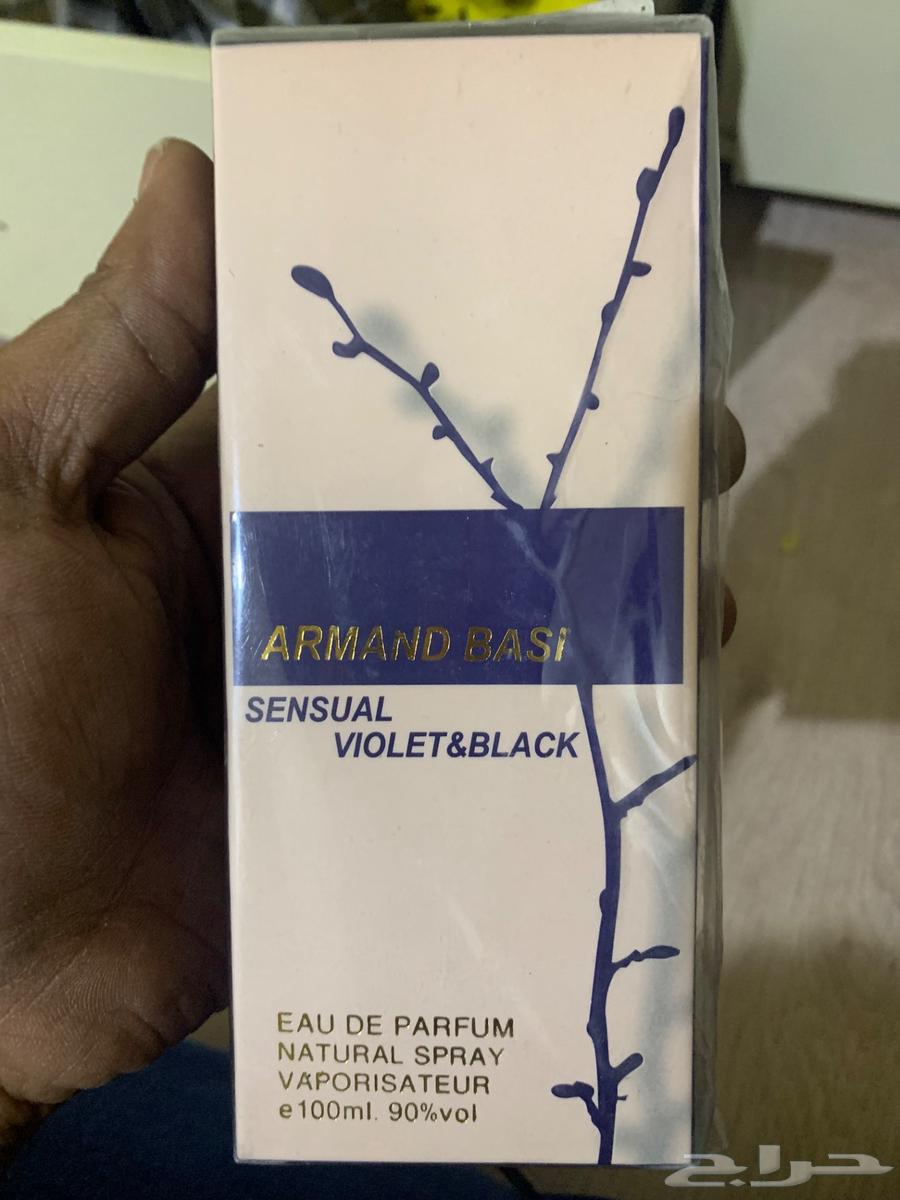 ARMAND BASI
SENSUAL
VIOLET&BLACK
EAU DE PARFUM
NATURAL SPRAY
VAPORISATEUR
e100ml. 90%vol
حراج